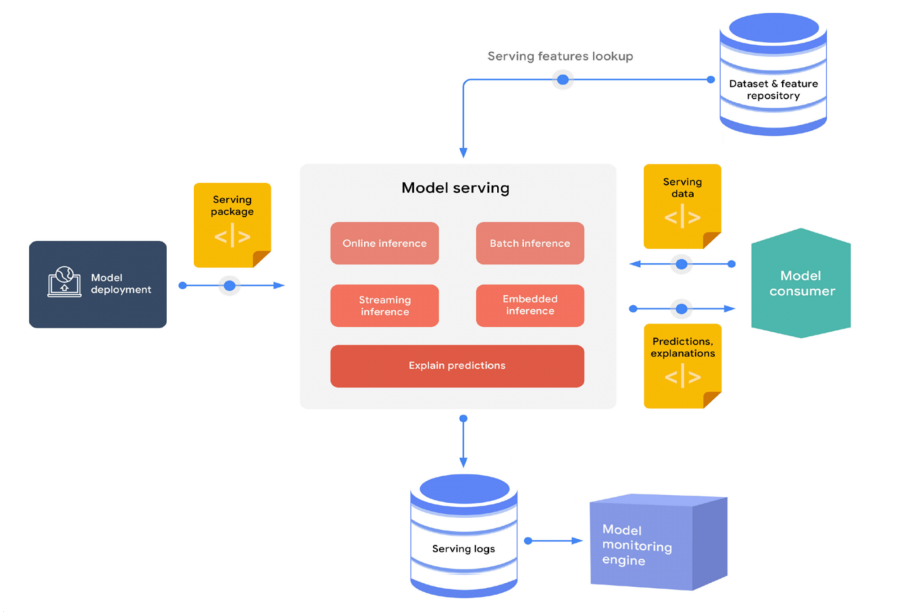 Serving features lookup
Dataset & feature
repository
Model serving
Serving
package
</>
Model
deployment
Online inference
Batch inference
Streaming
inference
Embedded
inference
Explain predictions
Serving
data
</>
Model
consumer
Predictions,
explanations
</>
Serving logs
Model
monitoring
engine